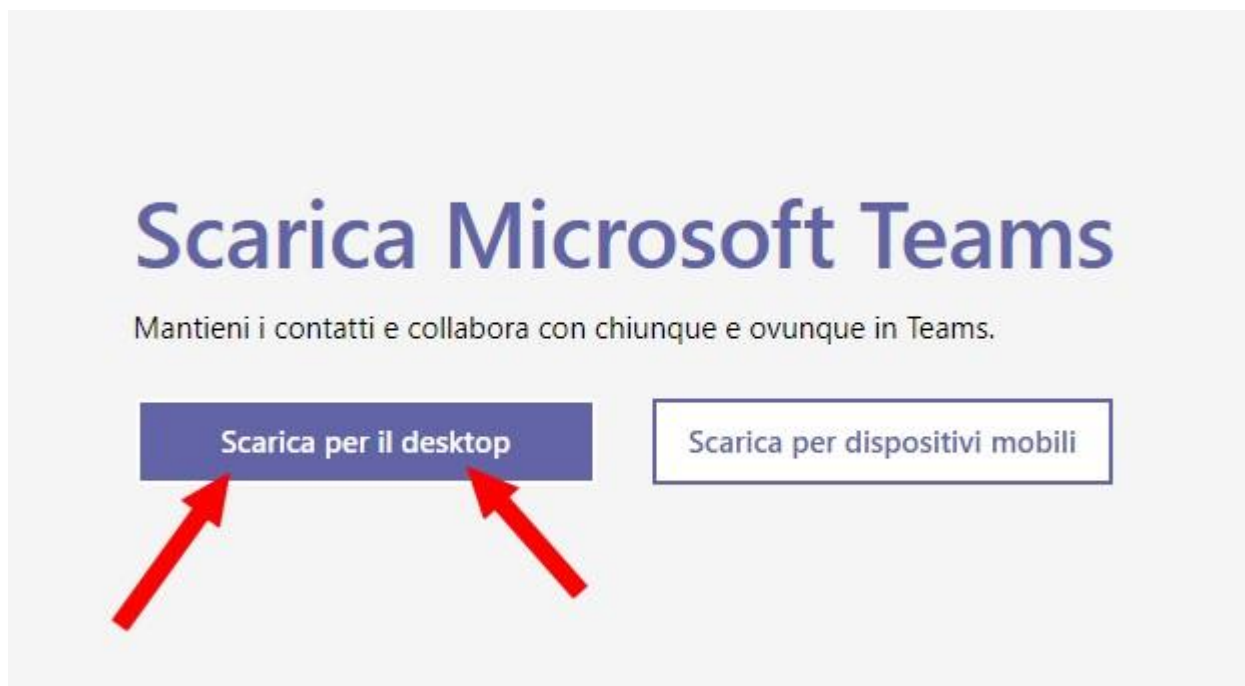 Scarica Microsoft Teams
Mantieni i contatti e collabora con chiunque e ovunque in Teams.
Scarica per il desktop
Scarica per dispositivi mobili